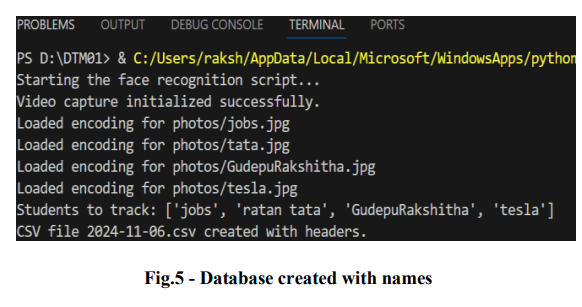 PROBLEMS OUTPUT DEBUG CONSOLE TERMINAL PORTS
PS D:\DTM01> & C:/Users/raksh/AppData/Local/Microsoft/WindowsApps/python
Starting the face recognition script...
Video capture initialized successfully.
Loaded encoding for photos/jobs.jpg
Loaded encoding for photos/tata.jpg
Loaded encoding for photos/GudepuRakshitha.jpg
Loaded encoding for photos/tesla.jpg
Students to track: ['jobs', 'ratan tata', 'GudepuRakshitha', 'tesla']
CSV file 2024-11-06.csv created with headers.
Fig.5 - Database created with names